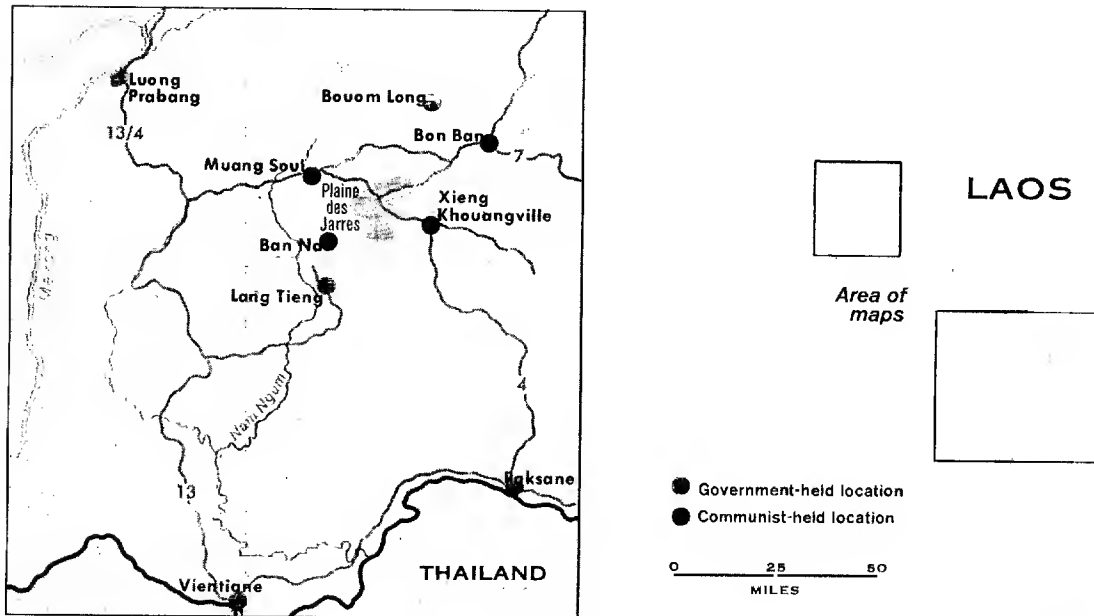 Luong
Prabang
13/4
Bouom Long
Bon Ban
7
Muang Soui
Plaine
des
Jarres
Xieng
Khouangville
Ban Na
Mekong
Lang Tieng
4
Nam Ngum
13
Paksane
THAILAND
Vientiane
LAOS
Area of
maps
Government-held location
Communist-held location
0 25 50
MILES